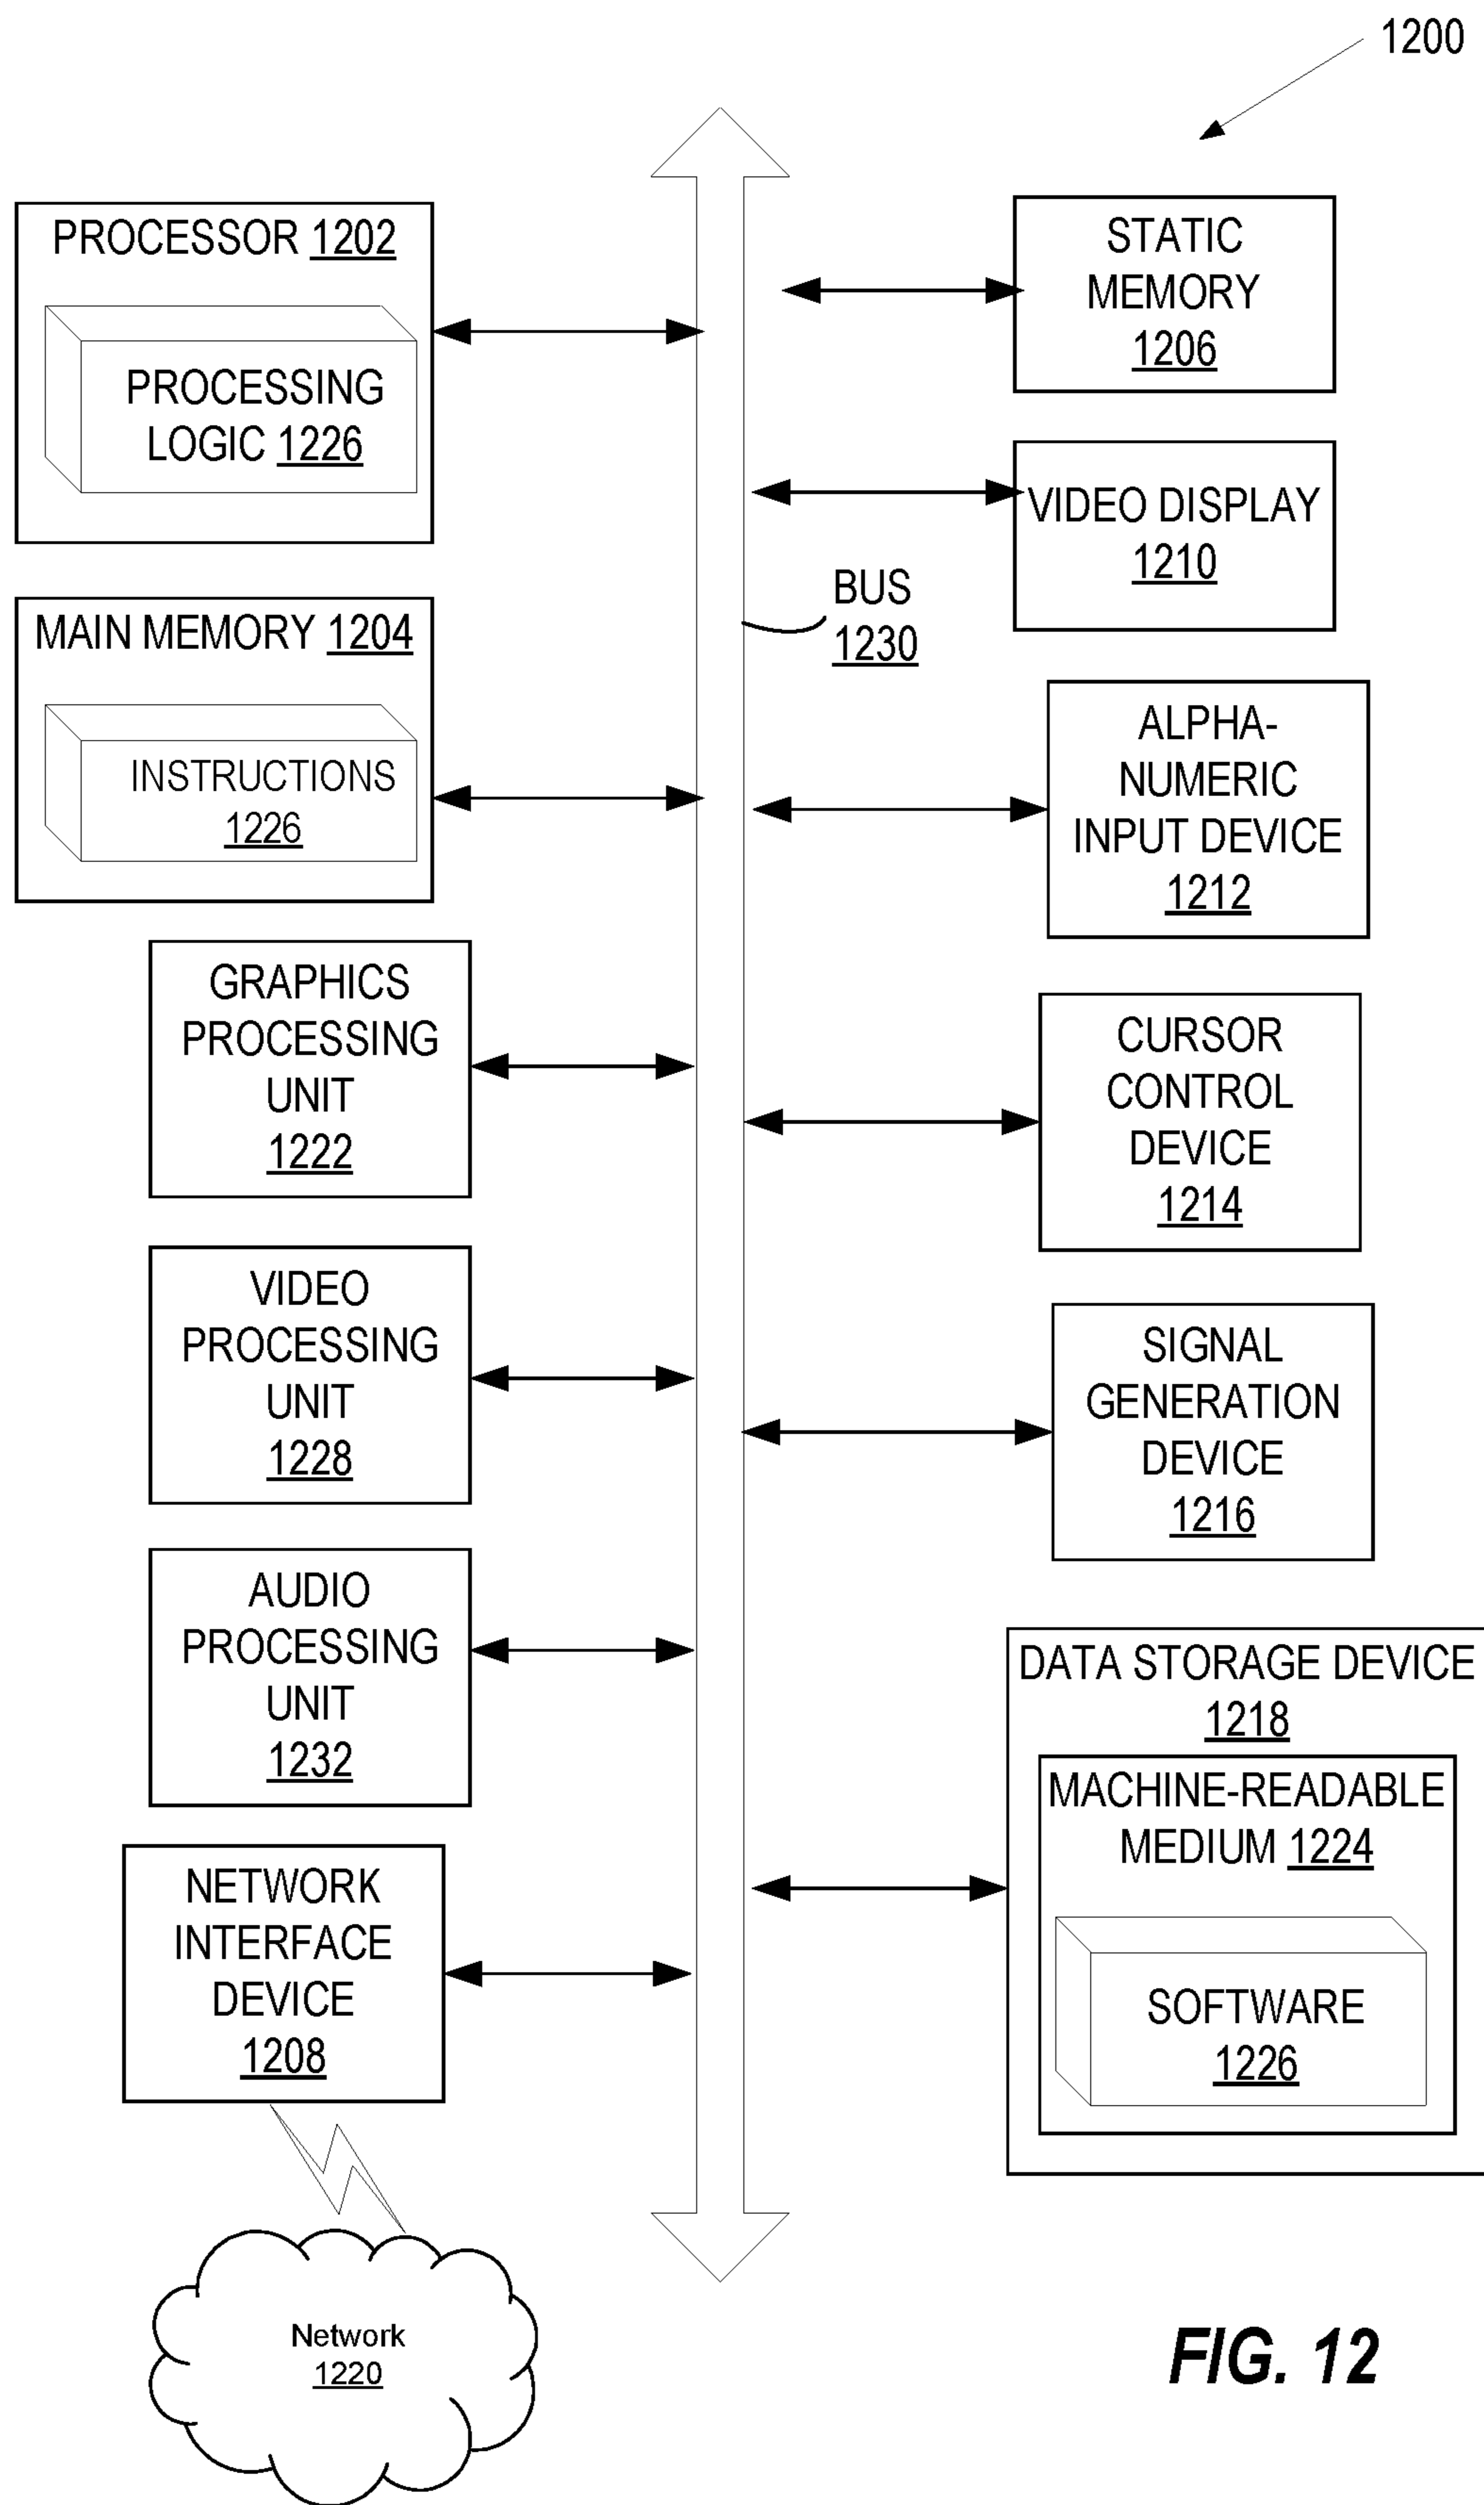 1200
PROCESSOR 1202
PROCESSING
LOGIC 1226
MAIN MEMORY 1204
INSTRUCTIONS
1226
GRAPHICS
PROCESSING
UNIT
1222
VIDEO
PROCESSING
UNIT
1228
AUDIO
PROCESSING
UNIT
1232
NETWORK
INTERFACE
DEVICE
1208
Network
1220
BUS
1230
STATIC
MEMORY
1206
VIDEO DISPLAY
1210
ALPHA-
NUMERIC
INPUT DEVICE
1212
CURSOR
CONTROL
DEVICE
1214
SIGNAL
GENERATION
DEVICE
1216
DATA STORAGE DEVICE
1218
MACHINE-READABLE
MEDIUM 1224
SOFTWARE
1226
FIG. 12